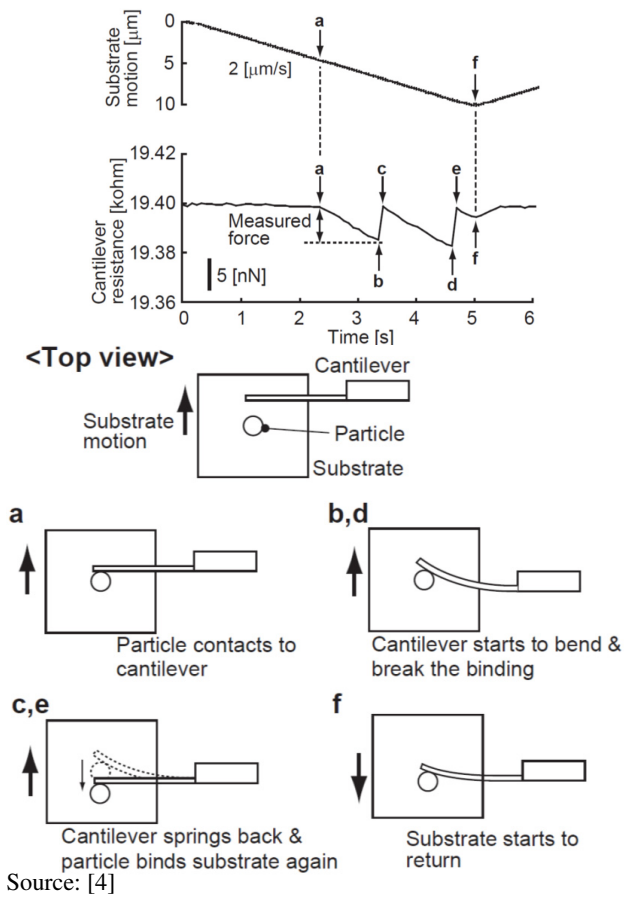 0
5
10
Substrate
motion [μm]
2 [μm/s]
a
f
19.42
19.40
19.38
19.36
Cantilever
resistance [kohm]
a
c
e
Measured
force
b
d
f
5 [nN]
0
1
2
3
4
5
6
Time [s]
<Top view>
Cantilever
Substrate
motion
Particle
Substrate
a
Particle contacts to
cantilever
b,d
Cantilever starts to bend &
break the binding
c,e
Cantilever springs back &
particle binds substrate again
f
Substrate starts to
return
Source: [4]